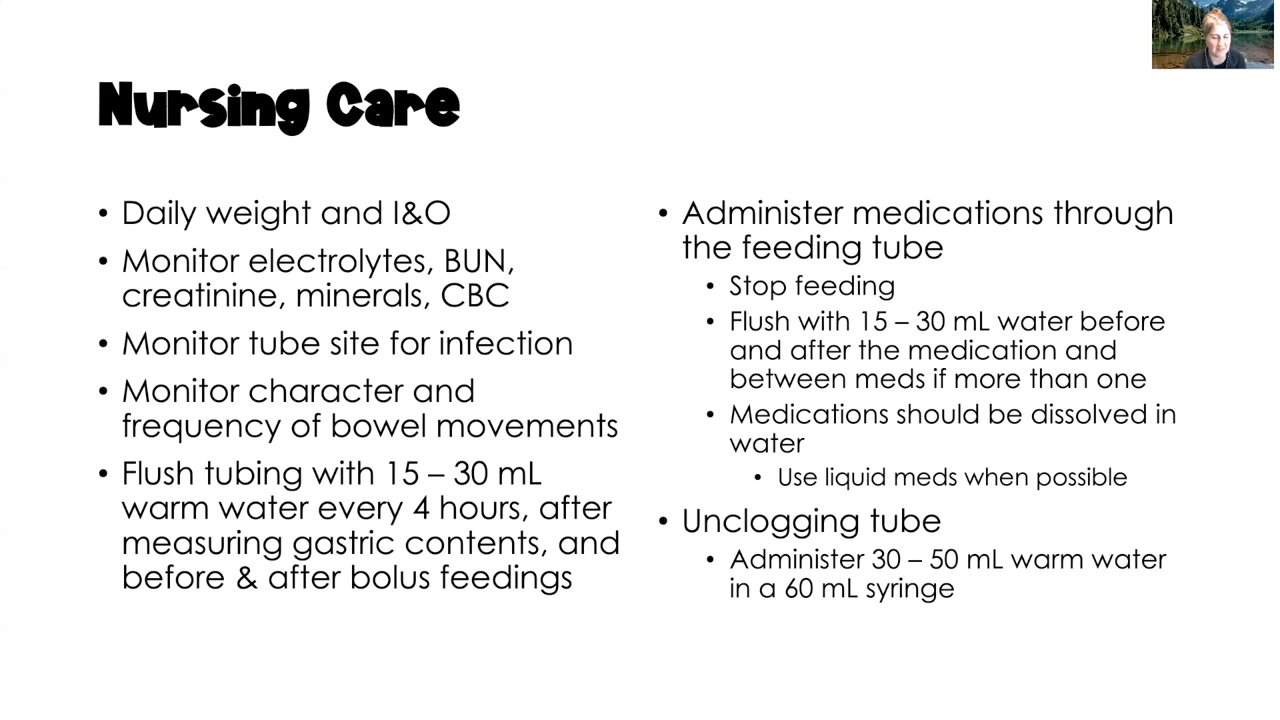 Nursing Care
• Daily weight and I&O
• Monitor electrolytes, BUN,
creatinine, minerals, CBC
• Monitor tube site for infection
• Monitor character and
frequency of bowel movements
• Flush tubing with 15 – 30 mL
warm water every 4 hours, after
measuring gastric contents, and
before & after bolus feedings
• Administer medications through
the feeding tube
• Stop feeding
• Flush with 15 – 30 mL water before
and after the medication and
between meds if more than one
• Medications should be dissolved in
water
• Use liquid meds when possible
• Unclogging tube
• Administer 30 – 50 mL warm water
in a 60 mL syringe